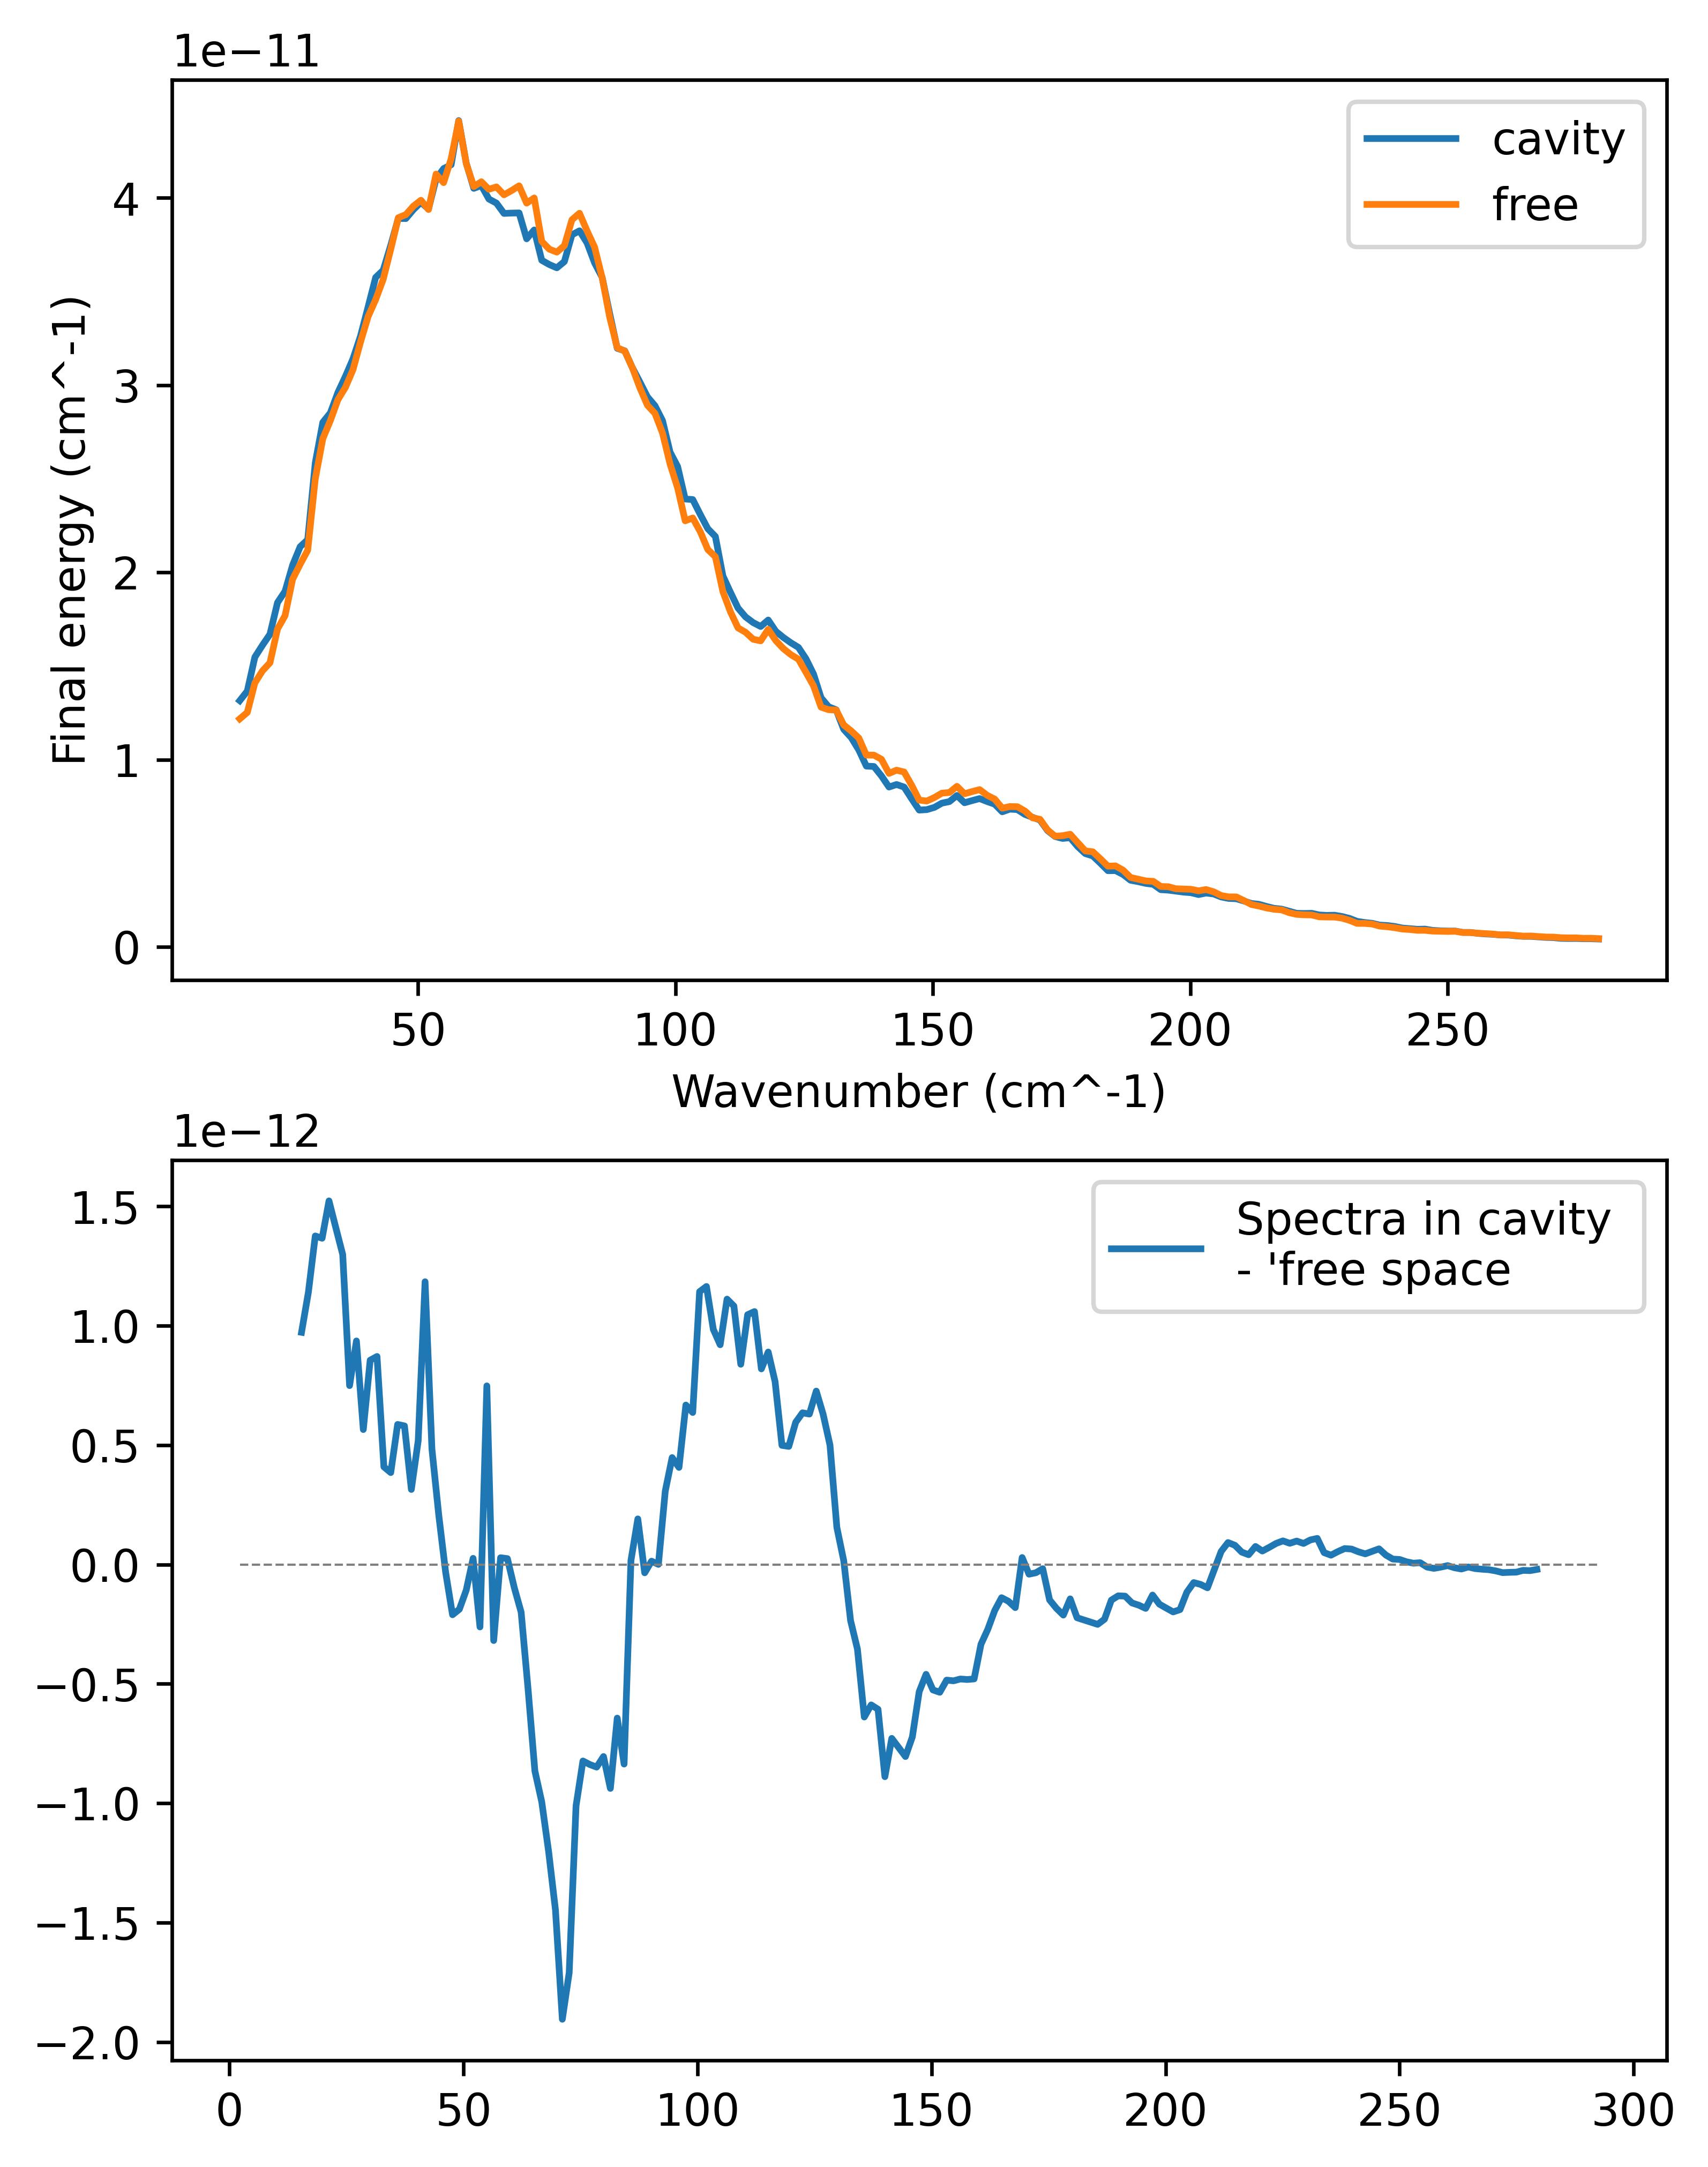 1e−11
cavity
free
Final energy (cm^-1)
4
3
2
1
0
50 100 150 200 250
Wavenumber (cm^-1)
1e−12
Spectra in cavity
- 'free space
1.5
1.0
0.5
0.0
−0.5
−1.0
−1.5
−2.0
0 50 100 150 200 250 300